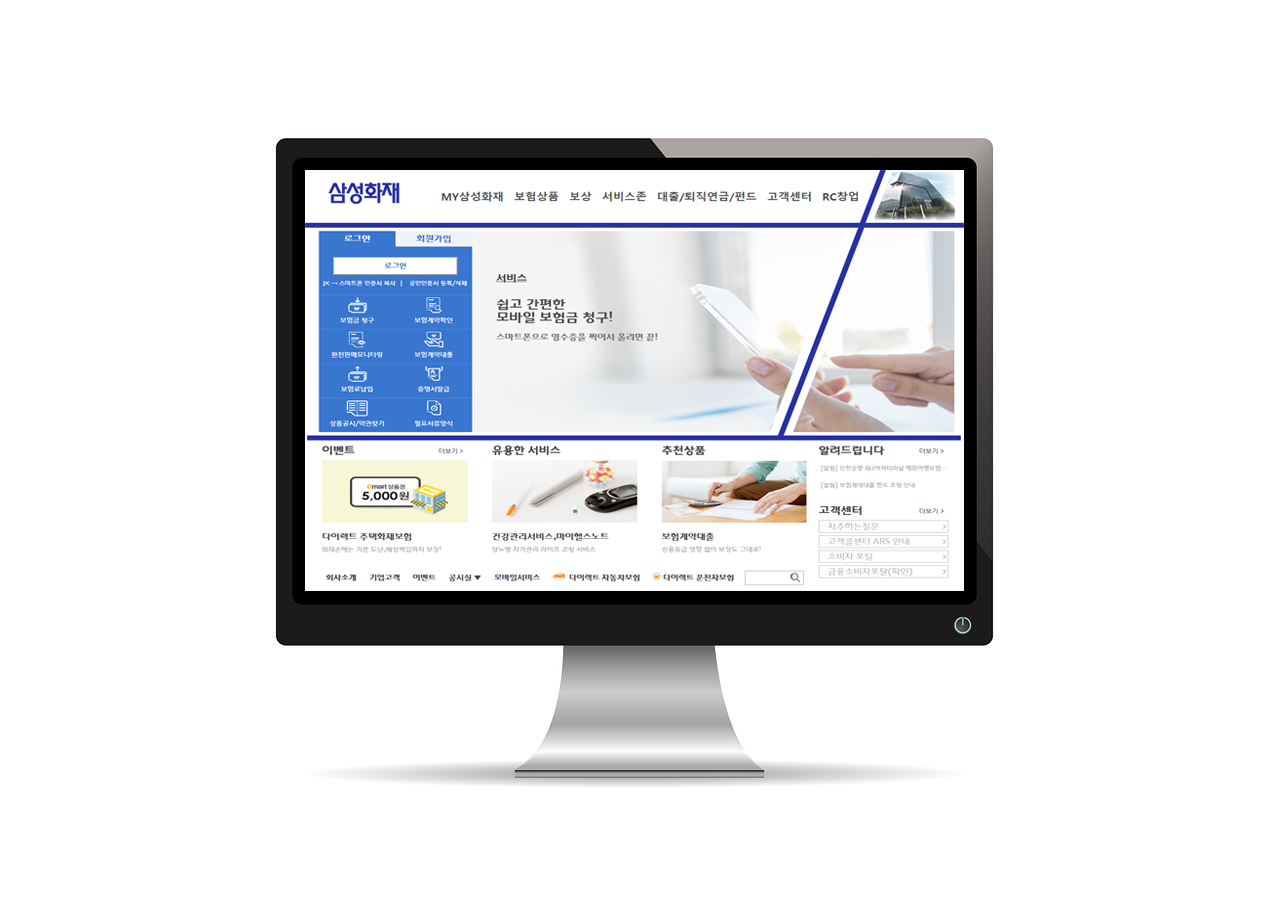 삼성화재
MY삼성화재 보험상품 보상 서비스존 대출/퇴직연금/펀드 고객센터 RC창업
로그인 회원가입
로그인
PC → 스마트폰 인증서 복사 | 공인인증서 등록/삭제
보험금 청구 보험계약확인
완전판매모니터링 보험계약대출
보험료납입 증명서발급
상품공시/약관찾기 필요서류양식
서비스
쉽고 간편한
모바일 보험금 청구!
스마트폰으로 영수증을 찍어서 올리면 끝!
이벤트 더보기 >
emart 상품권
5,000원
다이렉트 주택화재보험
화재손해는 기본 도난,배상책임까지 보장!
유용한 서비스
건강관리서비스,마이헬스노트
당뇨병 자가관리 라이프 코칭 서비스
추천상품
보험계약대출
신용등급 영향 없이 보장도 그대로!
알려드립니다 더보기 >
[알림] 인천공항 제2여객터미널 해외여행보험···
[알림] 보험계약대출 한도 조정 안내
고객센터 더보기 >
자주하는질문 >
고객콜센터 ARS 안내 >
소비자 포털 >
금융소비자포탈(파인) >
회사소개 기업고객 이벤트 공시실 ▼ 모바일서비스 다이렉트 자동차보험 다이렉트 운전자보험